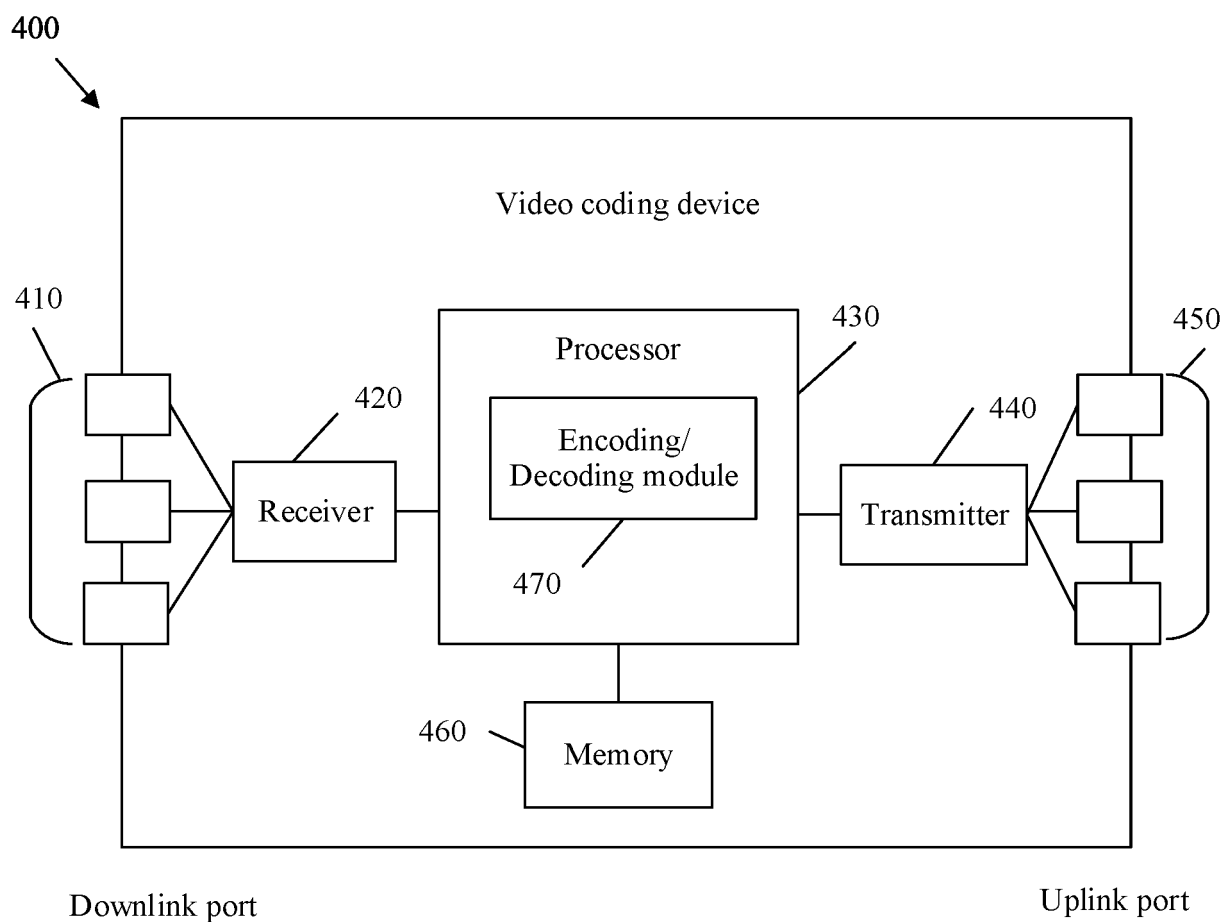 400
Video coding device
410
430
450
Processor
420
440
Encoding/
Decoding module
Receiver
Transmitter
470
460
Memory
Downlink port
Uplink port